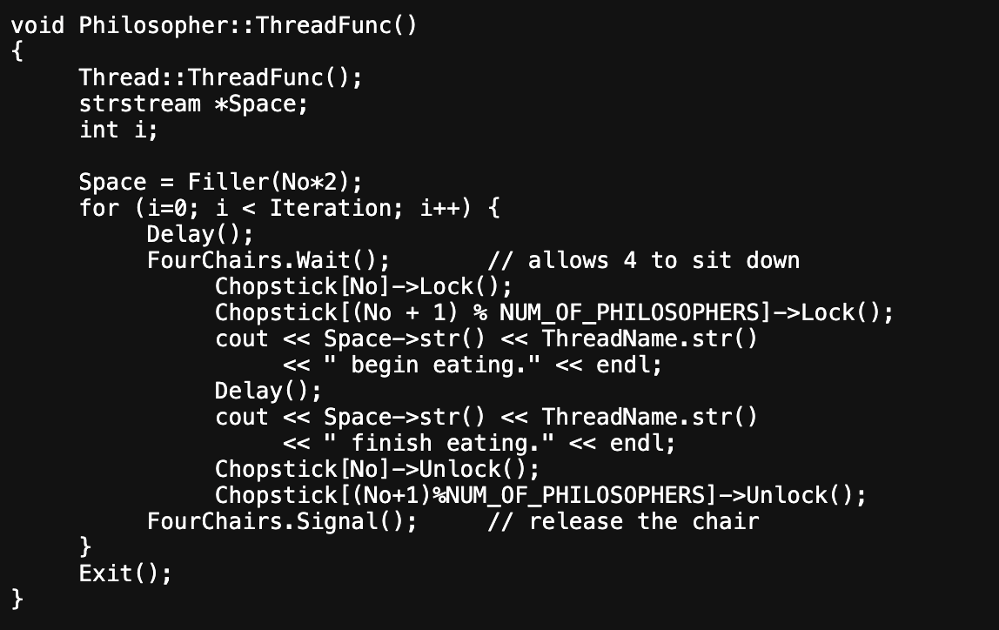 void Philosopher::ThreadFunc()
{
     Thread::ThreadFunc();
     strstream *Space;
     int i;

     Space = Filler(No*2);
     for (i=0; i < Iteration; i++) {
          Delay();
          FourChairs.Wait();       // allows 4 to sit down
               Chopstick[No]->Lock();
               Chopstick[(No + 1) % NUM_OF_PHILOSOPHERS]->Lock();
               cout << Space->str() << ThreadName.str()
                    << " begin eating." << endl;
               Delay();
               cout << Space->str() << ThreadName.str()
                    << " finish eating." << endl;
               Chopstick[No]->Unlock();
               Chopstick[(No+1)%NUM_OF_PHILOSOPHERS]->Unlock();
          FourChairs.Signal();     // release the chair
     }
     Exit();
}